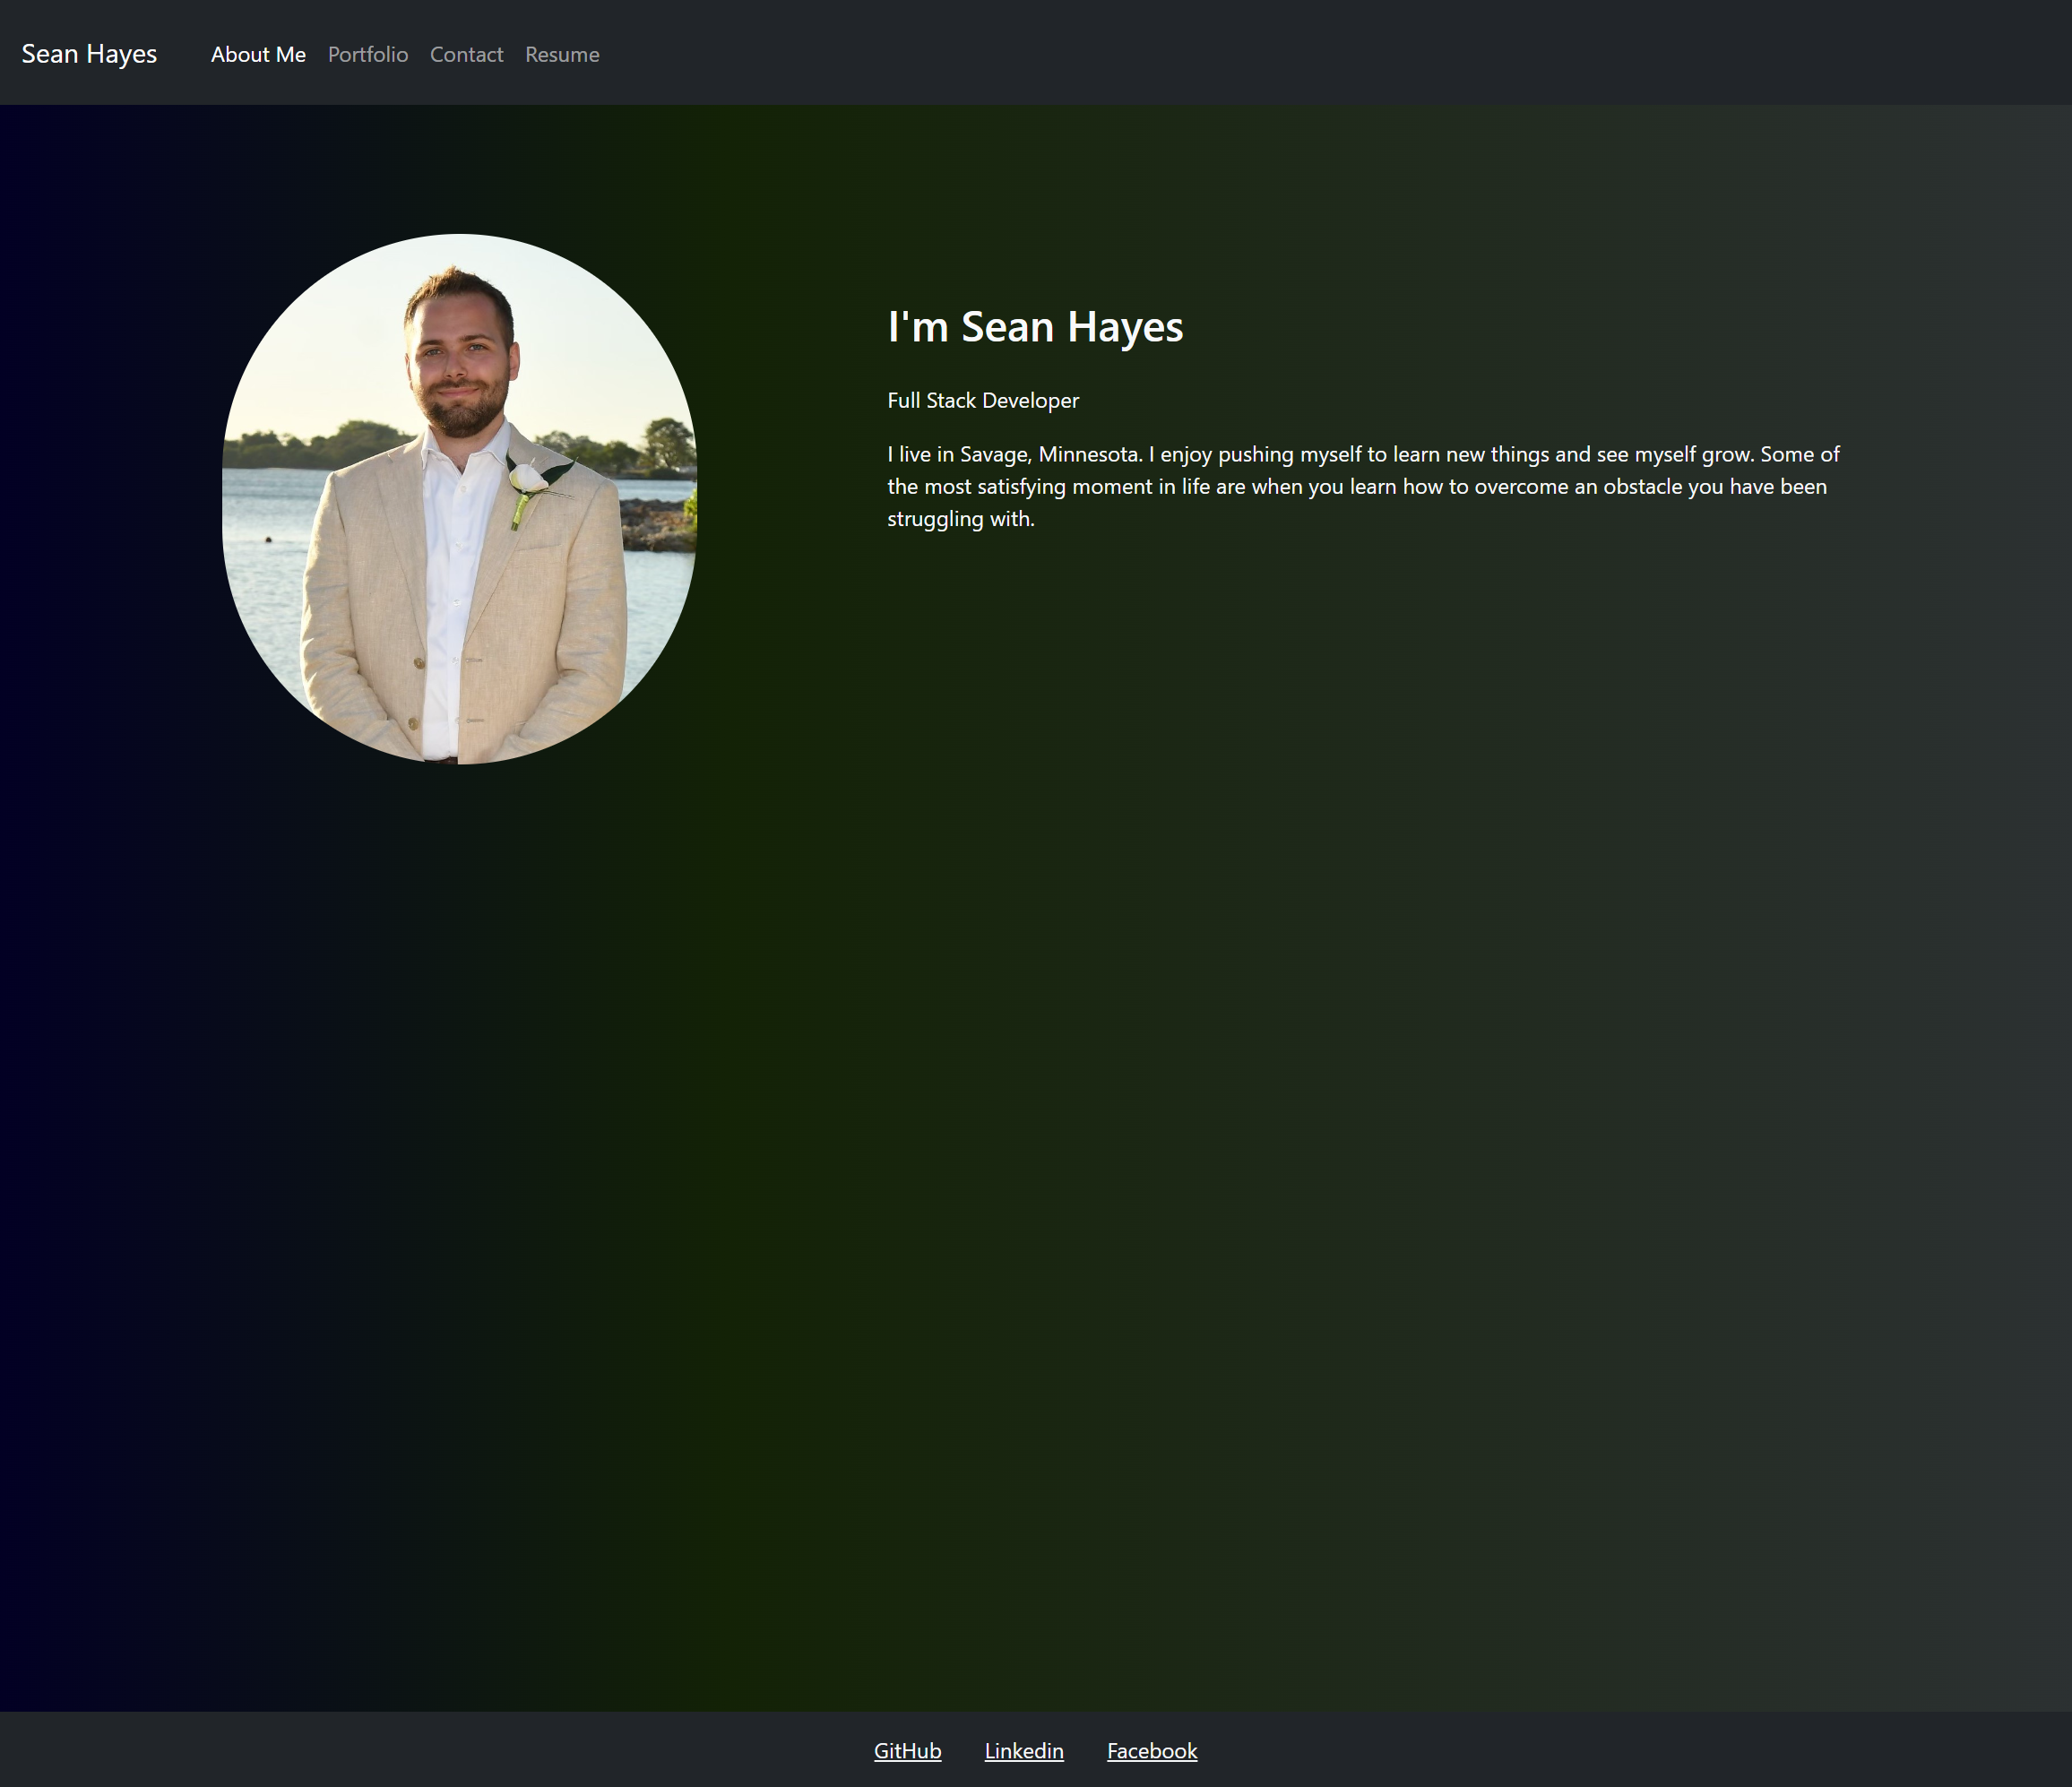 Sean Hayes About Me Portfolio Contact Resume
I'm Sean Hayes
Full Stack Developer
I live in Savage, Minnesota. I enjoy pushing myself to learn new things and see myself grow. Some of
the most satisfying moment in life are when you learn how to overcome an obstacle you have been
struggling with.
GitHub Linkedin Facebook